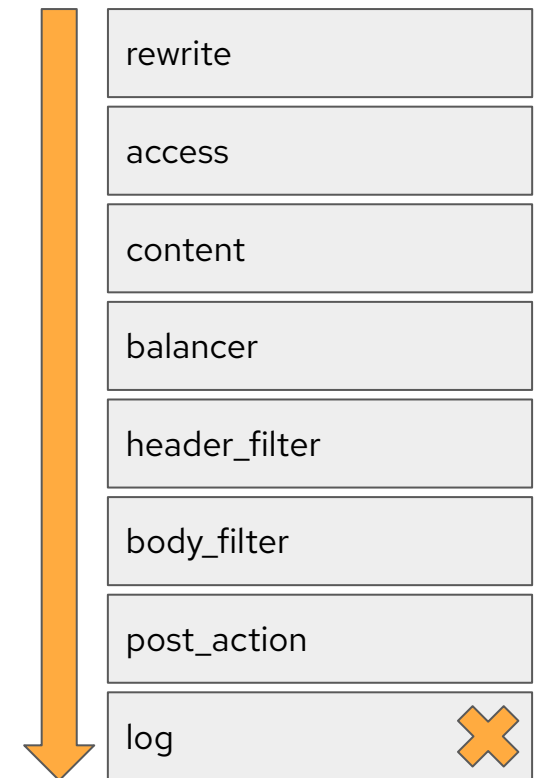 rewrite
access
content
balancer
header_filter
body_filter
post_action
log